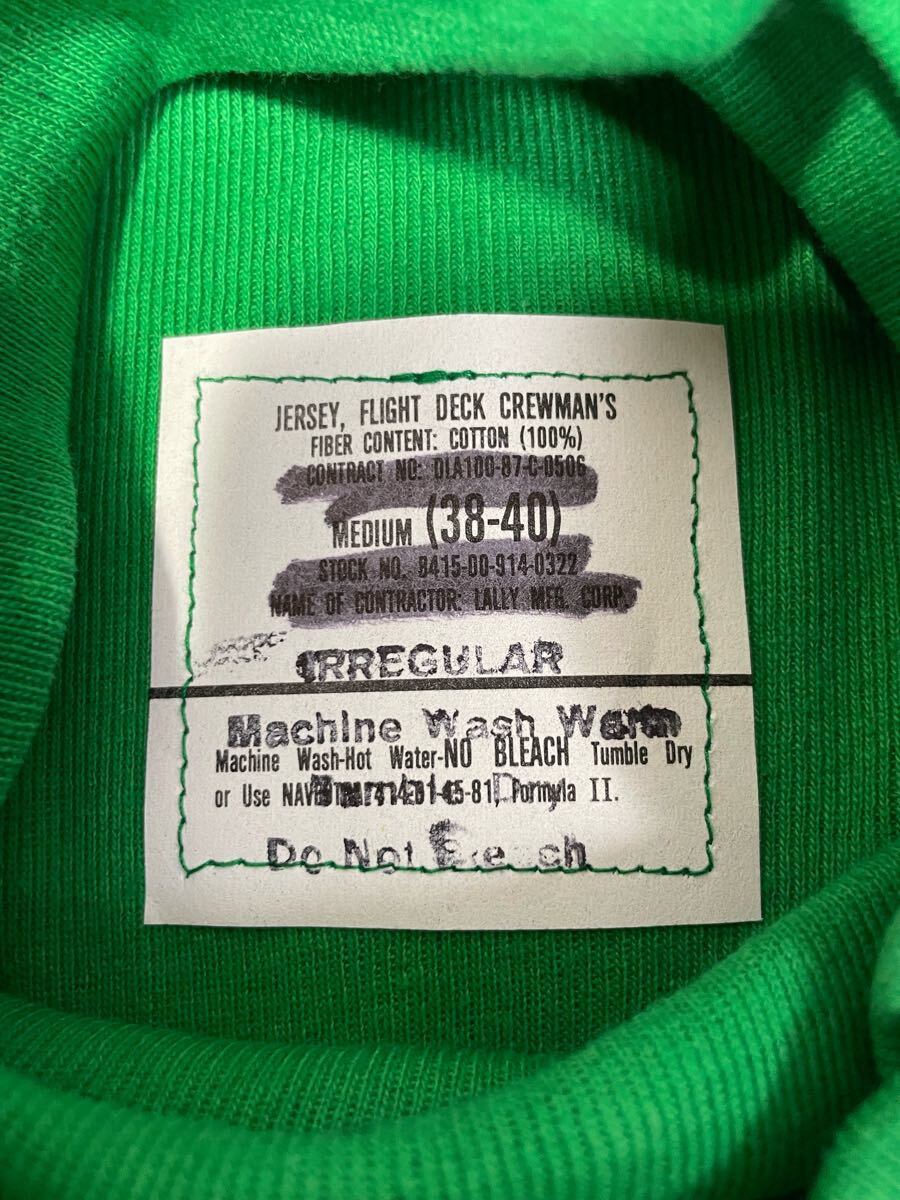 JERSEY, FLIGHT DECK CREWMAN'S
FIBER CONTENT: COTTON (100%)
CONTRACT NO: DLA100-87-C-0506
MEDIUM (38-40)
STOCK NO. 8415-00-914-0322
NAME OF CONTRACTOR: LALLY MFG. CORP.
IRREGULAR
Machine Wash Warm
Machine Wash-Hot Water-NO BLEACH Tumble Dry
or Use Formula II.
Do Not Bleach